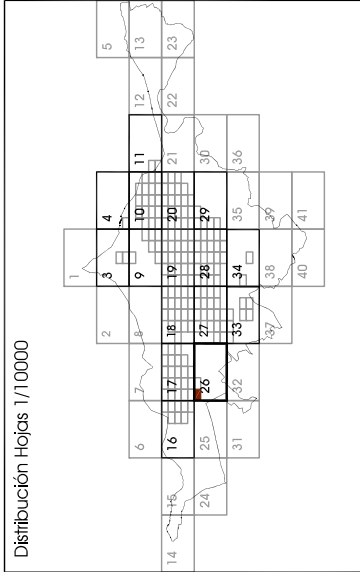 Distribución Hojas 1/10000
1
2 3 4 5
6 7 8 9 10 11 12 13
14 15 16 17 18 19 20 21 22 23
24 25 26 27 28 29 30
31 32 33 34 35 36
37 38 39
40 41